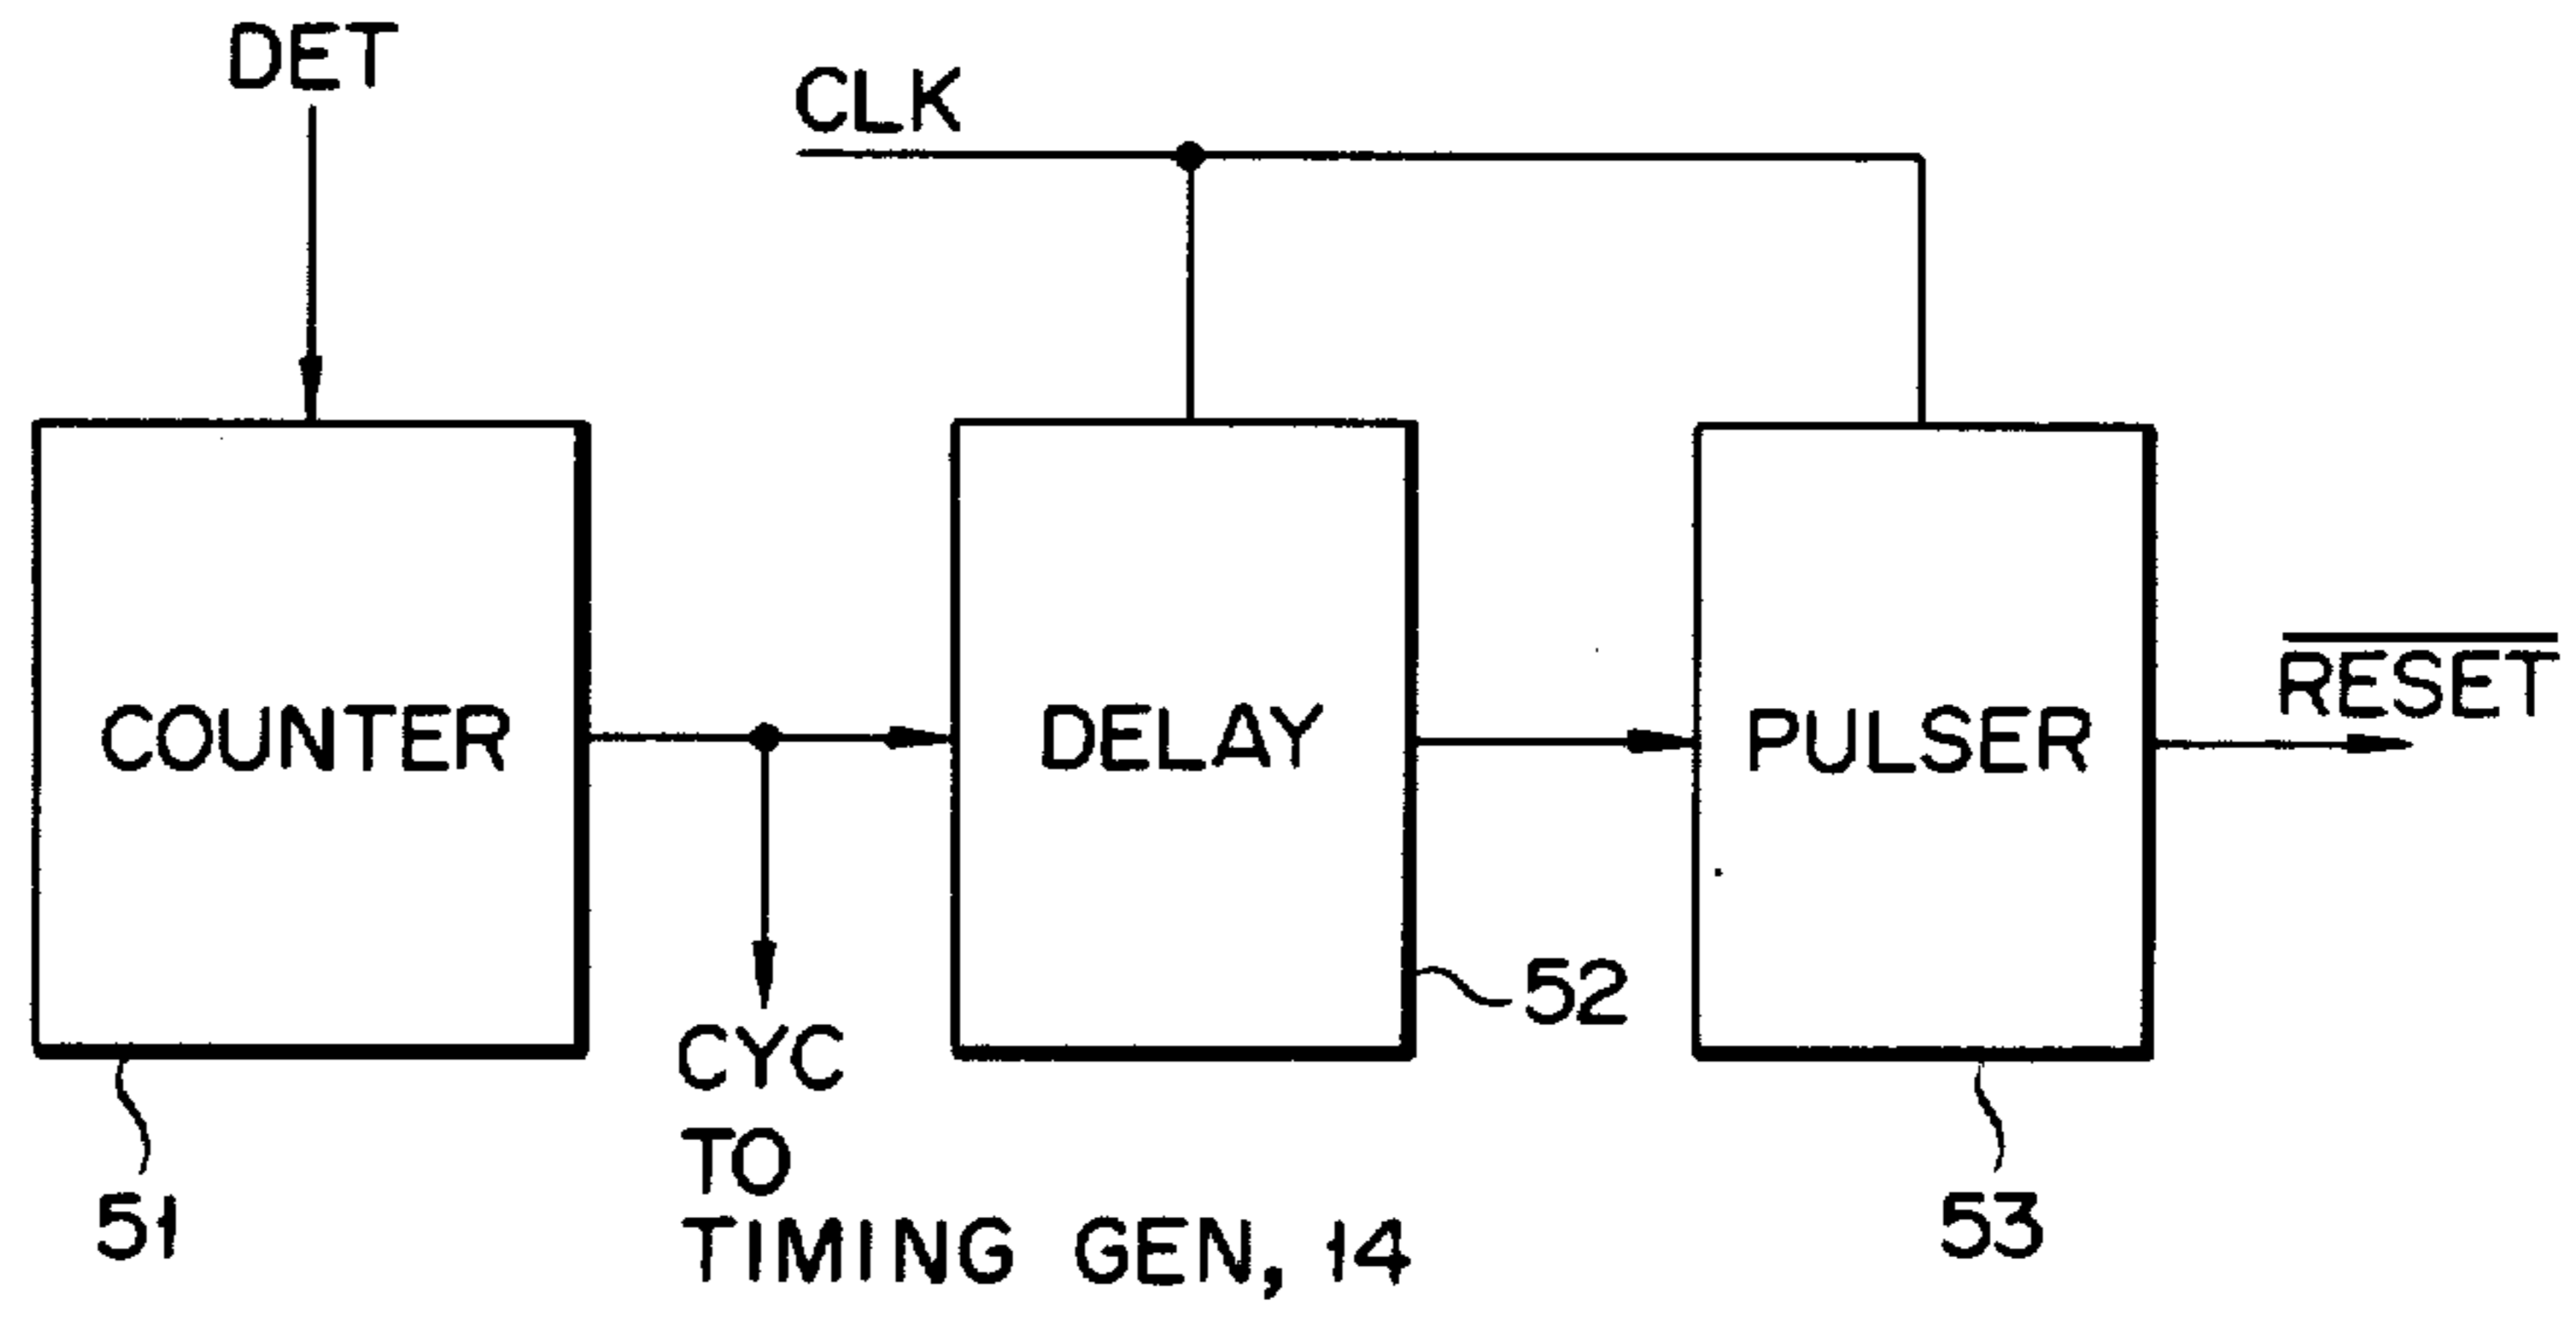 DET
CLK
COUNTER
DELAY
PULSER
RESET
52
CYC
TO
TIMING GEN, 14
51
53